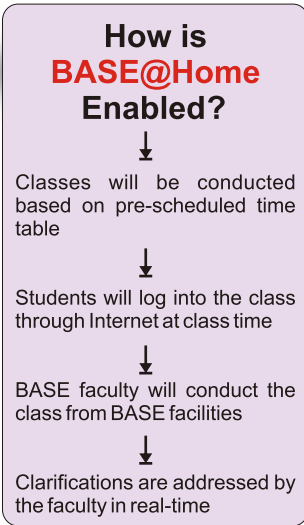 How is
BASE@Home
Enabled?
Classes will be conducted
based on pre-scheduled time
table
Students will log into the class
through Internet at class time
BASE faculty will conduct the
class from BASE facilities
Clarifications are addressed by
the faculty in real-time